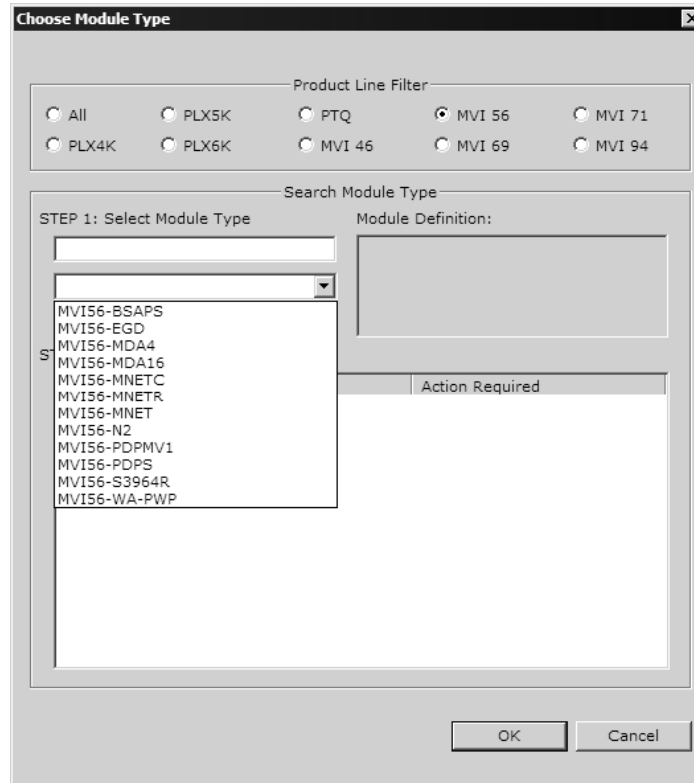 Choose Module Type
Product Line Filter
All
PLX5K
PTQ
MVI 56
MVI 71
PLX4K
PLX6K
MVI 46
MVI 69
MVI 94
Search Module Type
STEP 1: Select Module Type
Module Definition:
MVI56-BSAPS
MVI56-EGD
MVI56-MDA4
MVI56-MDA16
MVI56-MNETC
MVI56-MNETR
MVI56-MNET
MVI56-N2
MVI56-PDPMV1
MVI56-PDPS
MVI56-S3964R
MVI56-WA-PWP
Action Required
OK
Cancel